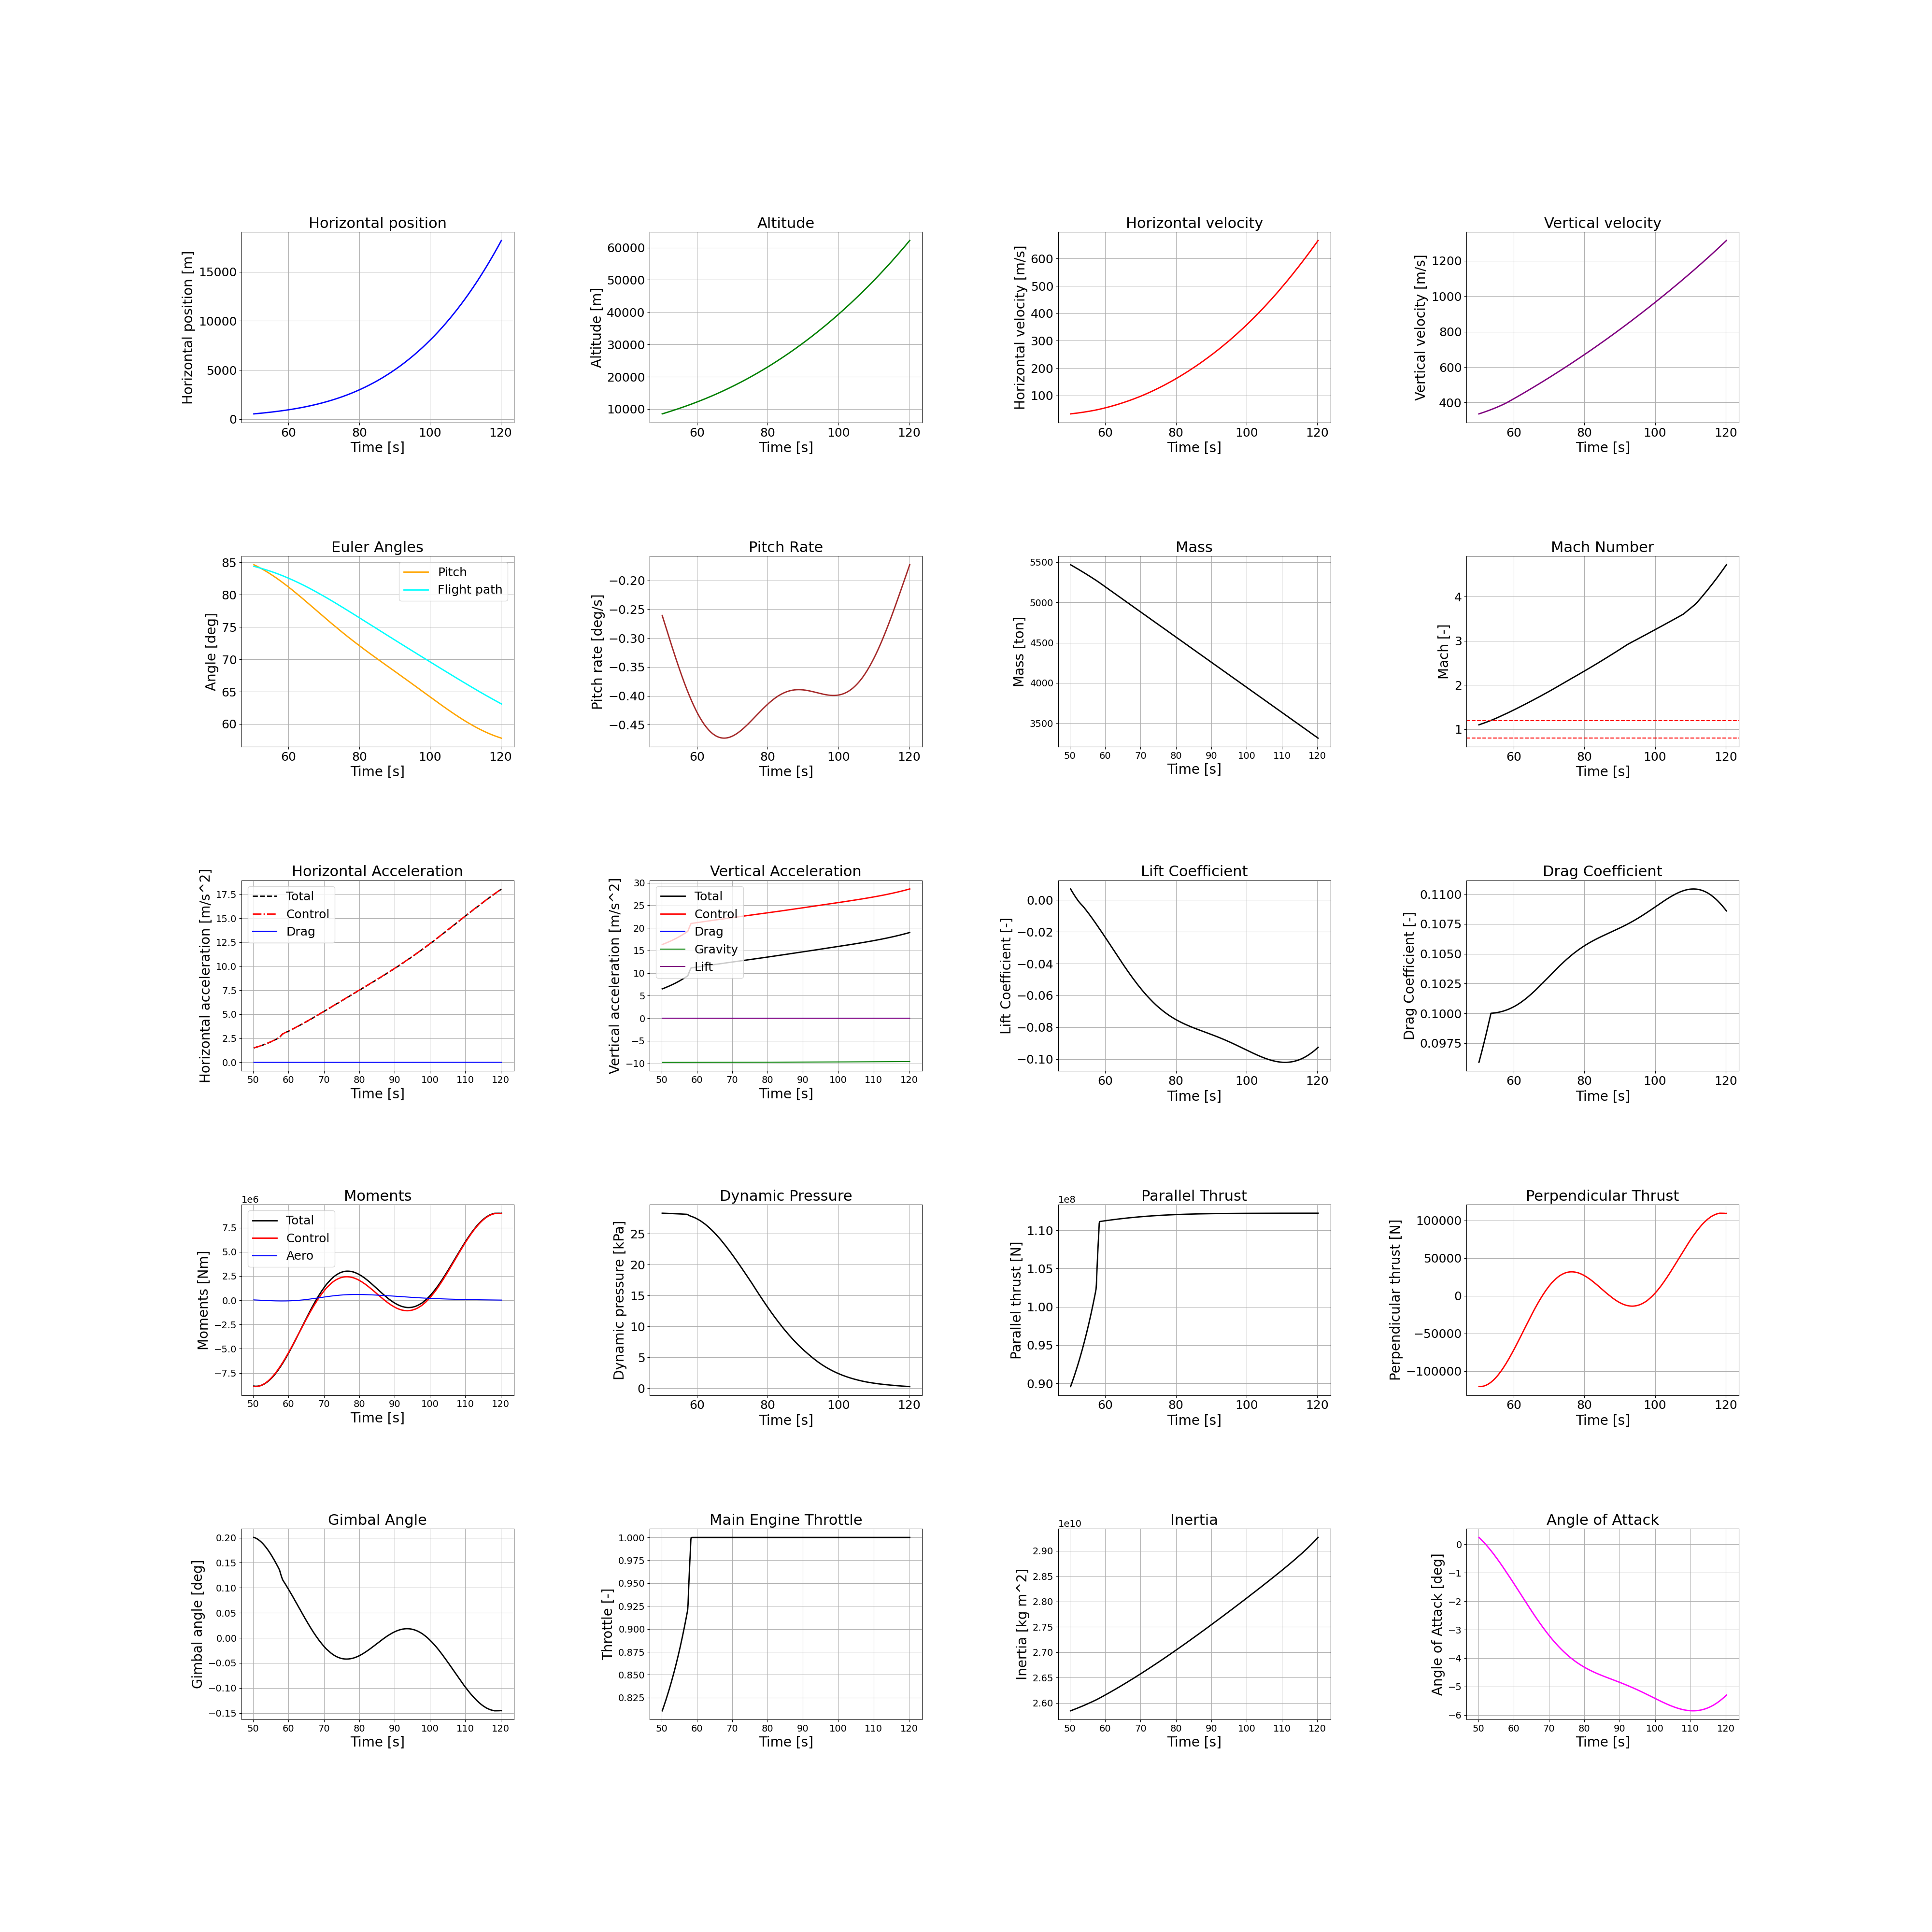 Horizontal position
Horizontal position [m]
15000
10000
5000
0
60 80 100 120
Time [s]
Altitude
Altitude [m]
60000
50000
40000
30000
20000
10000
60 80 100 120
Time [s]
Horizontal velocity
Horizontal velocity [m/s]
600
500
400
300
200
100
60 80 100 120
Time [s]
Vertical velocity
Vertical velocity [m/s]
1200
1000
800
600
400
60 80 100 120
Time [s]
Euler Angles
Angle [deg]
85
80
75
70
65
60
Pitch
Flight path
60 80 100 120
Time [s]
Pitch Rate
Pitch rate [deg/s]
−0.20
−0.25
−0.30
−0.35
−0.40
−0.45
60 80 100 120
Time [s]
Mass
Mass [ton]
5500
5000
4500
4000
3500
50 60 70 80 90 100 110 120
Time [s]
Mach Number
Mach [-]
4
3
2
1
60 80 100 120
Time [s]
Horizontal Acceleration
Horizontal acceleration [m/s^2]
17.5
15.0
12.5
10.0
7.5
5.0
2.5
0.0
Total
Control
Drag
50 60 70 80 90 100 110 120
Time [s]
Vertical Acceleration
Vertical acceleration [m/s^2]
30
25
20
15
10
5
0
−5
−10
Total
Control
Drag
Gravity
Lift
50 60 70 80 90 100 110 120
Time [s]
Lift Coefficient
Lift Coefficient [-]
0.00
−0.02
−0.04
−0.06
−0.08
−0.10
60 80 100 120
Time [s]
Drag Coefficient
Drag Coefficient [-]
0.1100
0.1075
0.1050
0.1025
0.1000
0.0975
60 80 100 120
Time [s]
Moments
1e6
Moments [Nm]
7.5
5.0
2.5
0.0
−2.5
−5.0
−7.5
Total
Control
Aero
50 60 70 80 90 100 110 120
Time [s]
Dynamic Pressure
Dynamic pressure [kPa]
25
20
15
10
5
0
60 80 100 120
Time [s]
Parallel Thrust
1e8
Parallel thrust [N]
1.10
1.05
1.00
0.95
0.90
60 80 100 120
Time [s]
Perpendicular Thrust
Perpendicular thrust [N]
100000
50000
0
−50000
−100000
60 80 100 120
Time [s]
Gimbal Angle
Gimbal angle [deg]
0.20
0.15
0.10
0.05
0.00
−0.05
−0.10
−0.15
50 60 70 80 90 100 110 120
Time [s]
Main Engine Throttle
Throttle [-]
1.000
0.975
0.950
0.925
0.900
0.875
0.850
0.825
50 60 70 80 90 100 110 120
Time [s]
Inertia
1e10
Inertia [kg m^2]
2.90
2.85
2.80
2.75
2.70
2.65
2.60
50 60 70 80 90 100 110 120
Time [s]
Angle of Attack
Angle of Attack [deg]
0
−1
−2
−3
−4
−5
−6
50 60 70 80 90 100 110 120
Time [s]